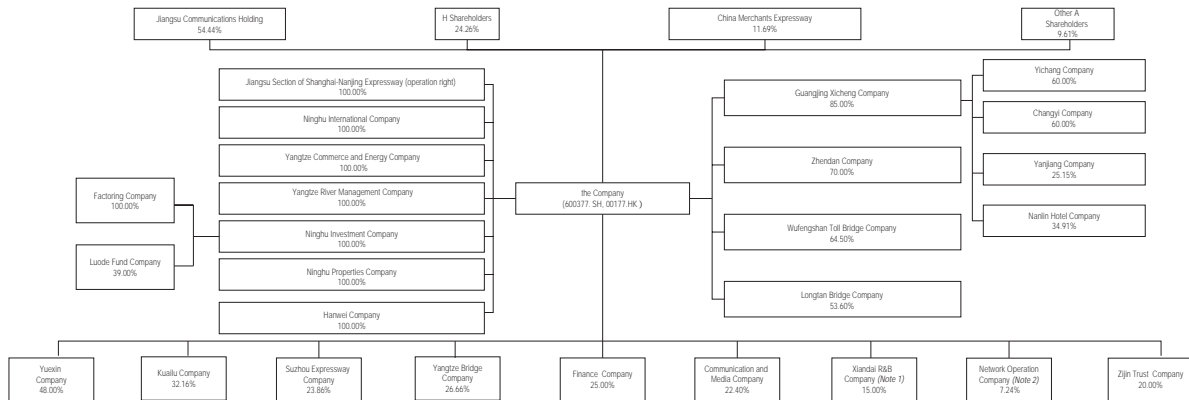 Jiangsu Communications Holding
54.44%
H Shareholders
24.26%
China Merchants Expressway
11.69%
Other A
Shareholders
9.61%
Jiangsu Section of Shanghai-Nanjing Expressway (operation right)
100.00%
Ninghu International Company
100.00%
Yangtze Commerce and Energy Company
100.00%
Yangtze River Management Company
100.00%
Ninghu Investment Company
100.00%
Ninghu Properties Company
100.00%
Hanwei Company
100.00%
Factoring Company
100.00%
Luode Fund Company
39.00%
the Company
(600377. SH, 00177.HK )
Guangjing Xicheng Company
85.00%
Zhendan Company
70.00%
Wufengshan Toll Bridge Company
64.50%
Longtan Bridge Company
53.60%
Yichang Company
60.00%
Changyi Company
60.00%
Yanjiang Company
25.15%
Nanlin Hotel Company
34.91%
Yuexin
Company
48.00%
Kuailu Company
32.16%
Suzhou Expressway
Company
23.86%
Yangtze Bridge
Company
26.66%
Finance Company
25.00%
Communication and
Media Company
22.40%
Xiandai R&B
Company (Note 1)
15.00%
Network Operation
Company (Note 2)
7.24%
Zijin Trust Company
20.00%